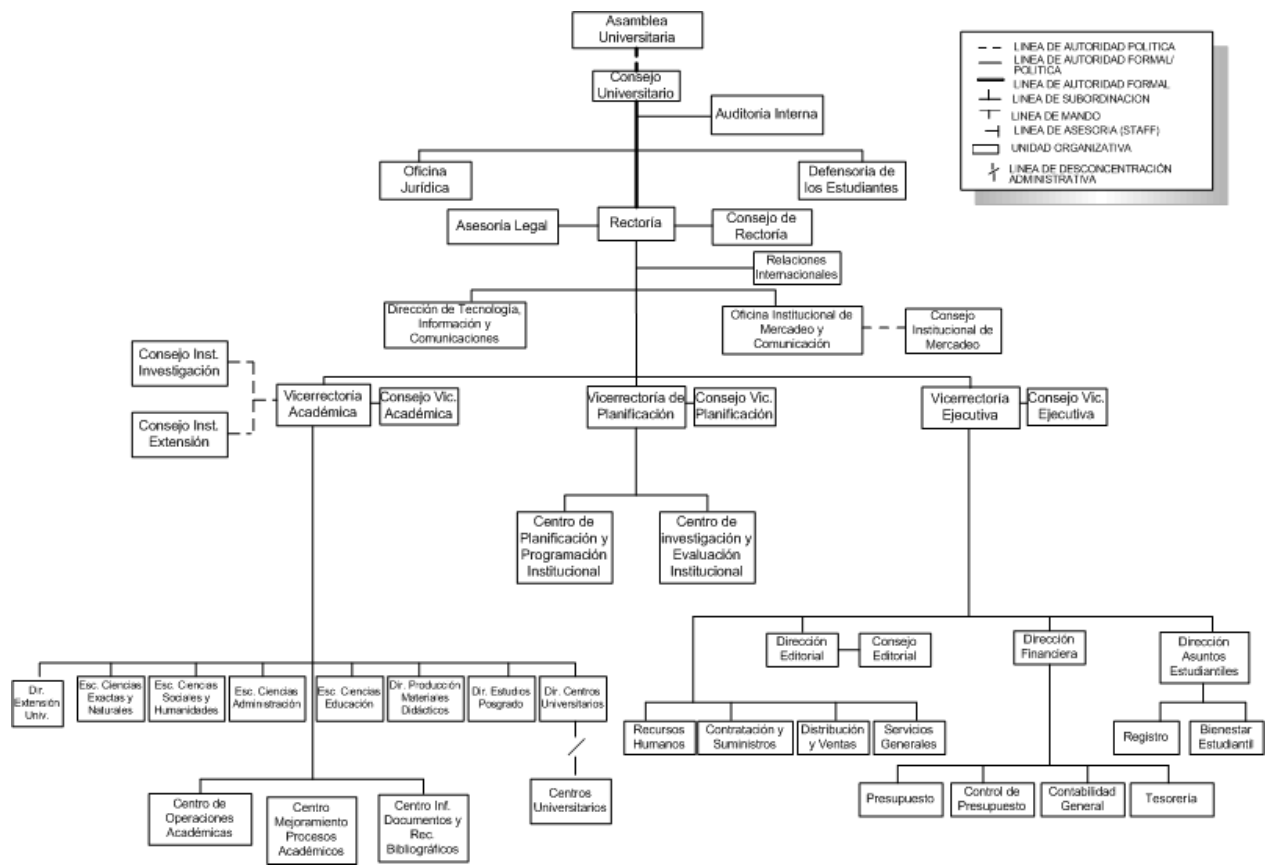 Asamblea
Universitaria
Consejo
Universitario
Auditoría Interna
LINEA DE AUTORIDAD POLITICA
LINEA DE AUTORIDAD FORMAL/
POLITICA
LINEA DE AUTORIDAD FORMAL
LINEA DE SUBORDINACION
LINEA DE MANDO
LINEA DE ASESORIA (STAFF)
UNIDAD ORGANIZATIVA
LINEA DE DESCONCENTRACIÓN
ADMINISTRATIVA
Oficina
Jurídica
Defensoría de
los Estudiantes
Asesoría Legal
Rectoría
Consejo de
Rectoría
Relaciones
Internacionales
Dirección de Tecnología,
Información y
Comunicaciones
Oficina Institucional de
Mercadeo y
Comunicación
Consejo
Institucional de
Mercadeo
Consejo Inst.
Investigación
Consejo Inst.
Extensión
Vicerrectoría
Académica
Consejo Vic.
Académica
Vicerrectoría de
Planificación
Consejo Vic.
Planificación
Vicerrectoría
Ejecutiva
Consejo Vic.
Ejecutiva
Centro de
Planificación y
Programación
Institucional
Centro de
investigación y
Evaluación
Institucional
Dirección
Editorial
Consejo
Editorial
Dirección
Financiera
Dirección
Asuntos
Estudiantiles
Dir.
Extensión
Univ.
Esc. Ciencias
Exactas y
Naturales
Esc. Ciencias
Sociales y
Humanidades
Esc. Ciencias
Administración
Esc. Ciencias
Educación
Dir. Producción
Materiales
Didácticos
Dir. Estudios
Posgrado
Dir. Centros
Universitarios
Recursos
Humanos
Contratación y
Suministros
Distribución
y Ventas
Servicios
Generales
Registro
Bienestar
Estudiantil
Centro de
Operaciones
Académicas
Centro
Mejoramiento
Procesos
Académicos
Centro Inf.
Documentos y
Rec.
Bibliográficos
Centros
Universitarios
Presupuesto
Control de
Presupuesto
Contabilidad
General
Tesorería